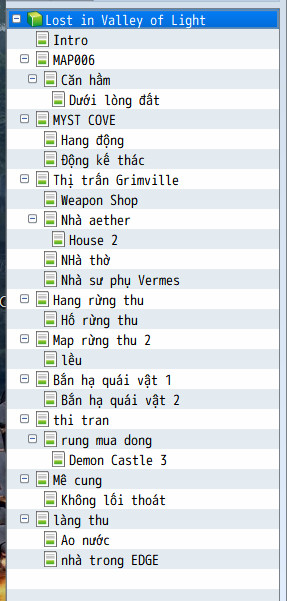 Lost in Valley of Light
Intro
MAP006
Căn hầm
Dưới lòng đất
MYST COVE
Hang động
Động kế thác
Thị trấn Grimville
Weapon Shop
Nhà aether
House 2
NHà thờ
Nhà sư phụ Vermes
Hang rừng thu
Hố rừng thu
Map rừng thu 2
lều
Bắn hạ quái vật 1
Bắn hạ quái vật 2
thi tran
rung mua dong
Demon Castle 3
Mê cung
Không lối thoát
làng thu
Ao nước
nhà trong EDGE